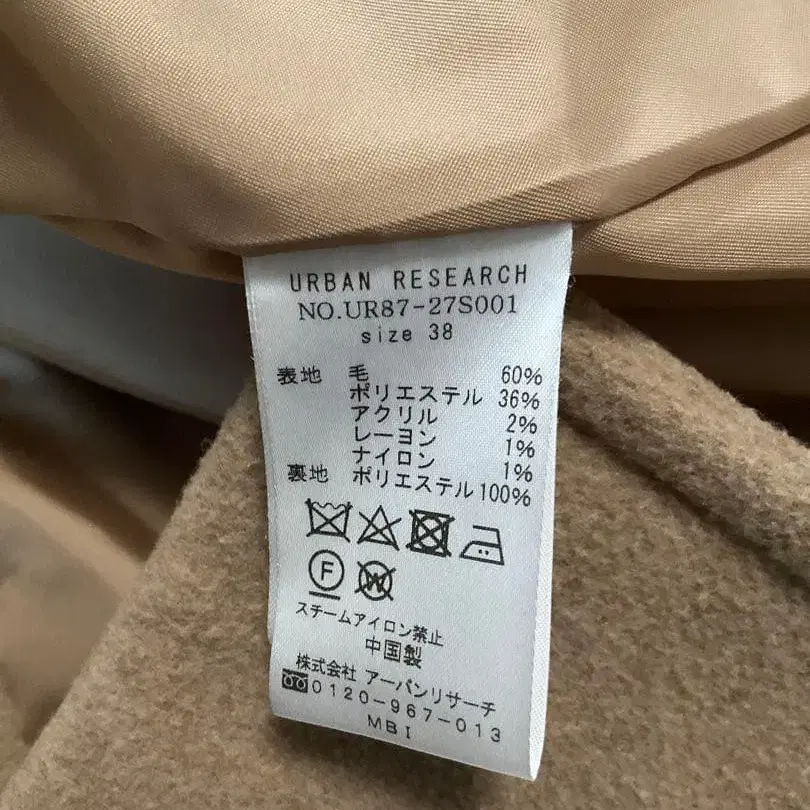 URBAN RESEARCH
NO.UR87-27S001
size 38
表地 毛 60%
ポリエステル 36%
アクリル 2%
レーヨン 1%
ナイロン 1%
裏地 ポリエステル 100%
F W
スチームアイロン禁止
中国製
株式会社 アーバンリサーチ
0120-967-013
MBI